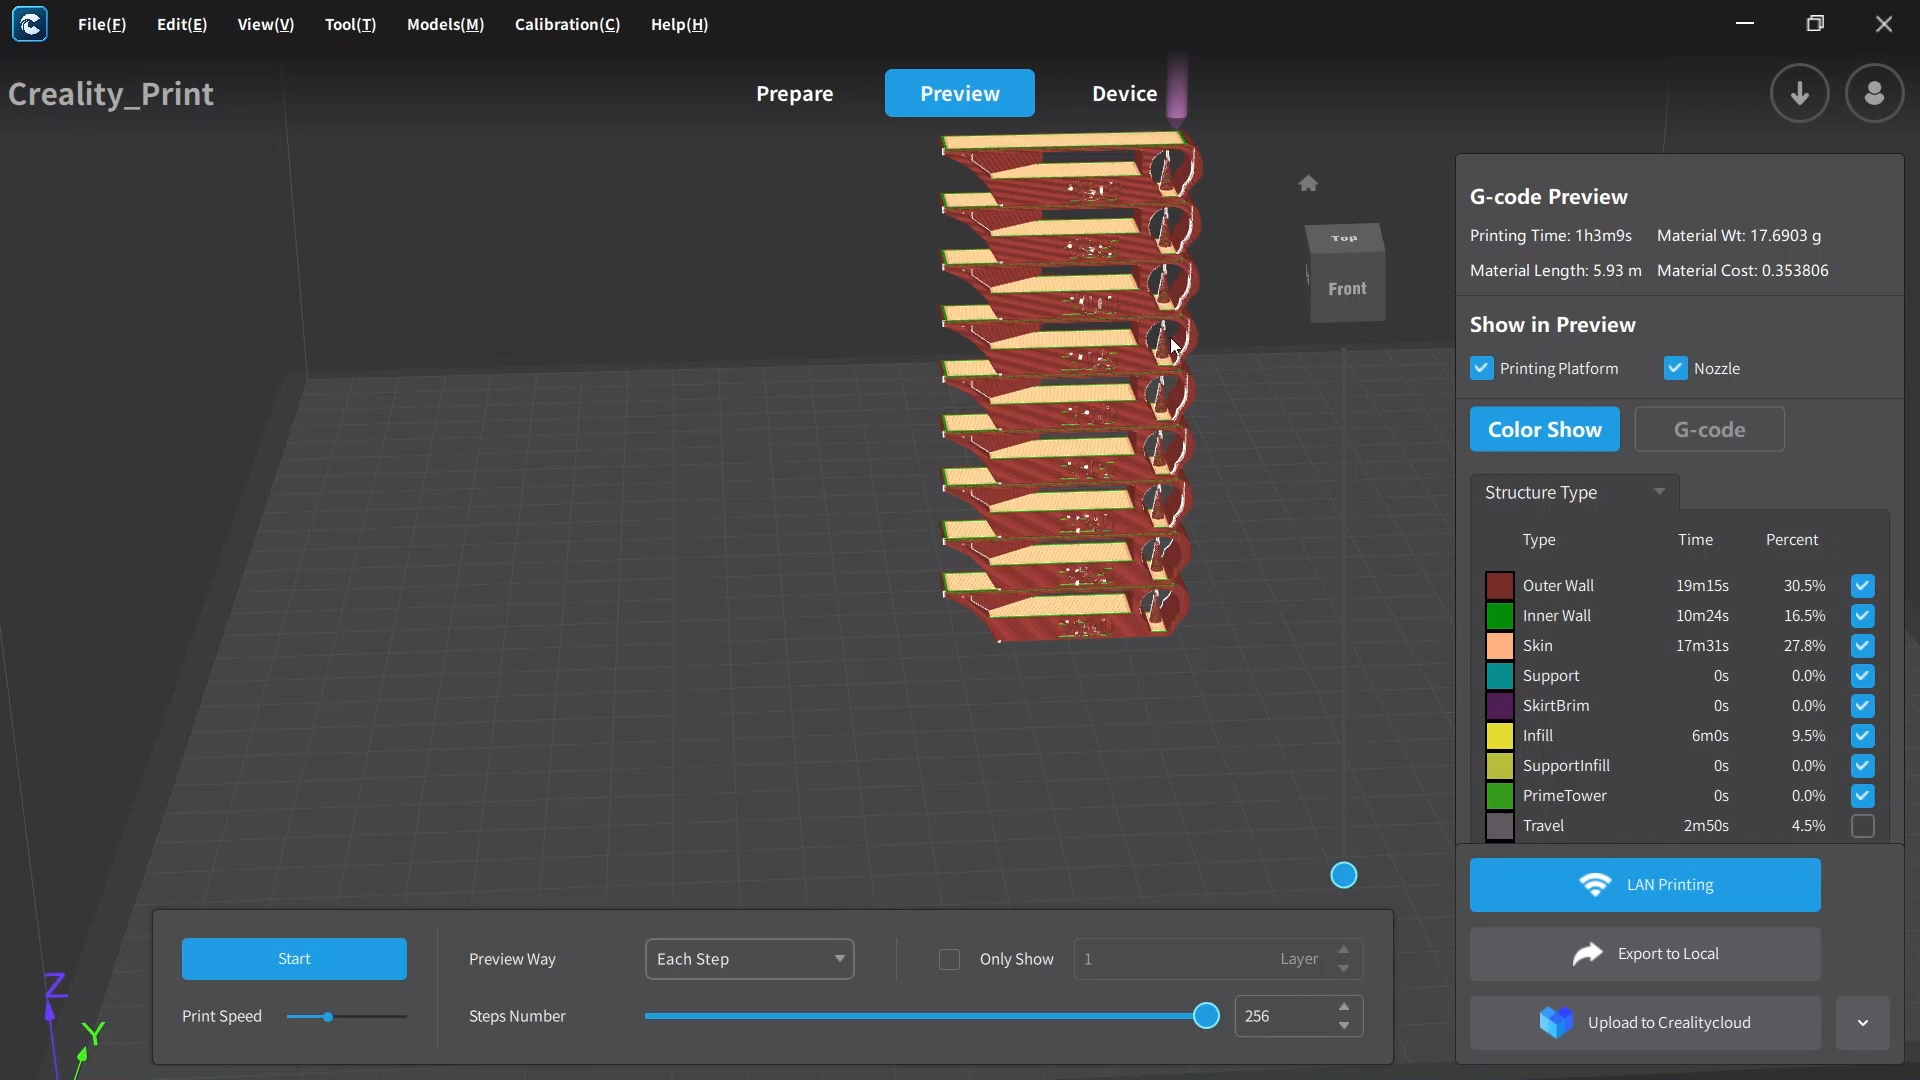 File(F) Edit(E) View(V) Tool(T) Models(M) Calibration(C) Help(H)
Creality_Print
Prepare Preview Device
Top
Front
G-code Preview
Printing Time: 1h3m9s Material Wt: 17.6903 g
Material Length: 5.93 m Material Cost: 0.353806
Show in Preview
Printing Platform Nozzle
Color Show G-code
Structure Type
Type Time Percent
Outer Wall 19m15s 30.5%
Inner Wall 10m24s 16.5%
Skin 17m31s 27.8%
Support 0s 0.0%
SkirtBrim 0s 0.0%
Infill 6m0s 9.5%
SupportInfill 0s 0.0%
PrimeTower 0s 0.0%
Travel 2m50s 4.5%
LAN Printing
Export to Local
Upload to Crealitycloud
Start Preview Way Each Step Only Show 1 Layer
Print Speed Steps Number 256
Z
Y